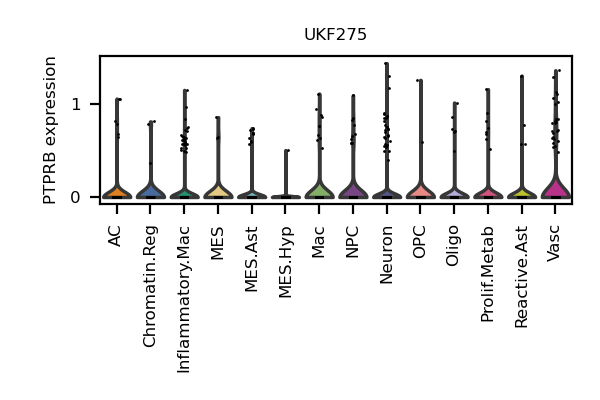 UKF275
PTPRB expression
1
0
AC
Chromatin.Reg
Inflammatory.Mac
MES
MES.Ast
MES.Hyp
Mac
NPC
Neuron
OPC
Oligo
Prolif.Metab
Reactive.Ast
Vasc